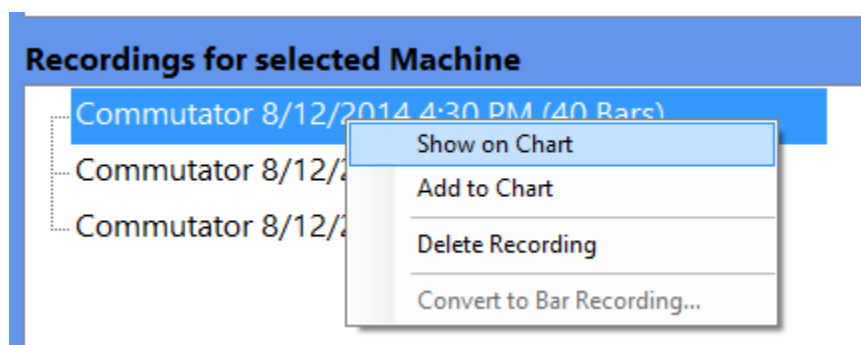 Recordings for selected Machine
Commutator 8/12/2014 4:30 PM (40 Bars)
Show on Chart
Commutator 8/12/
Add to Chart
Commutator 8/12/
Delete Recording
Convert to Bar Recording...